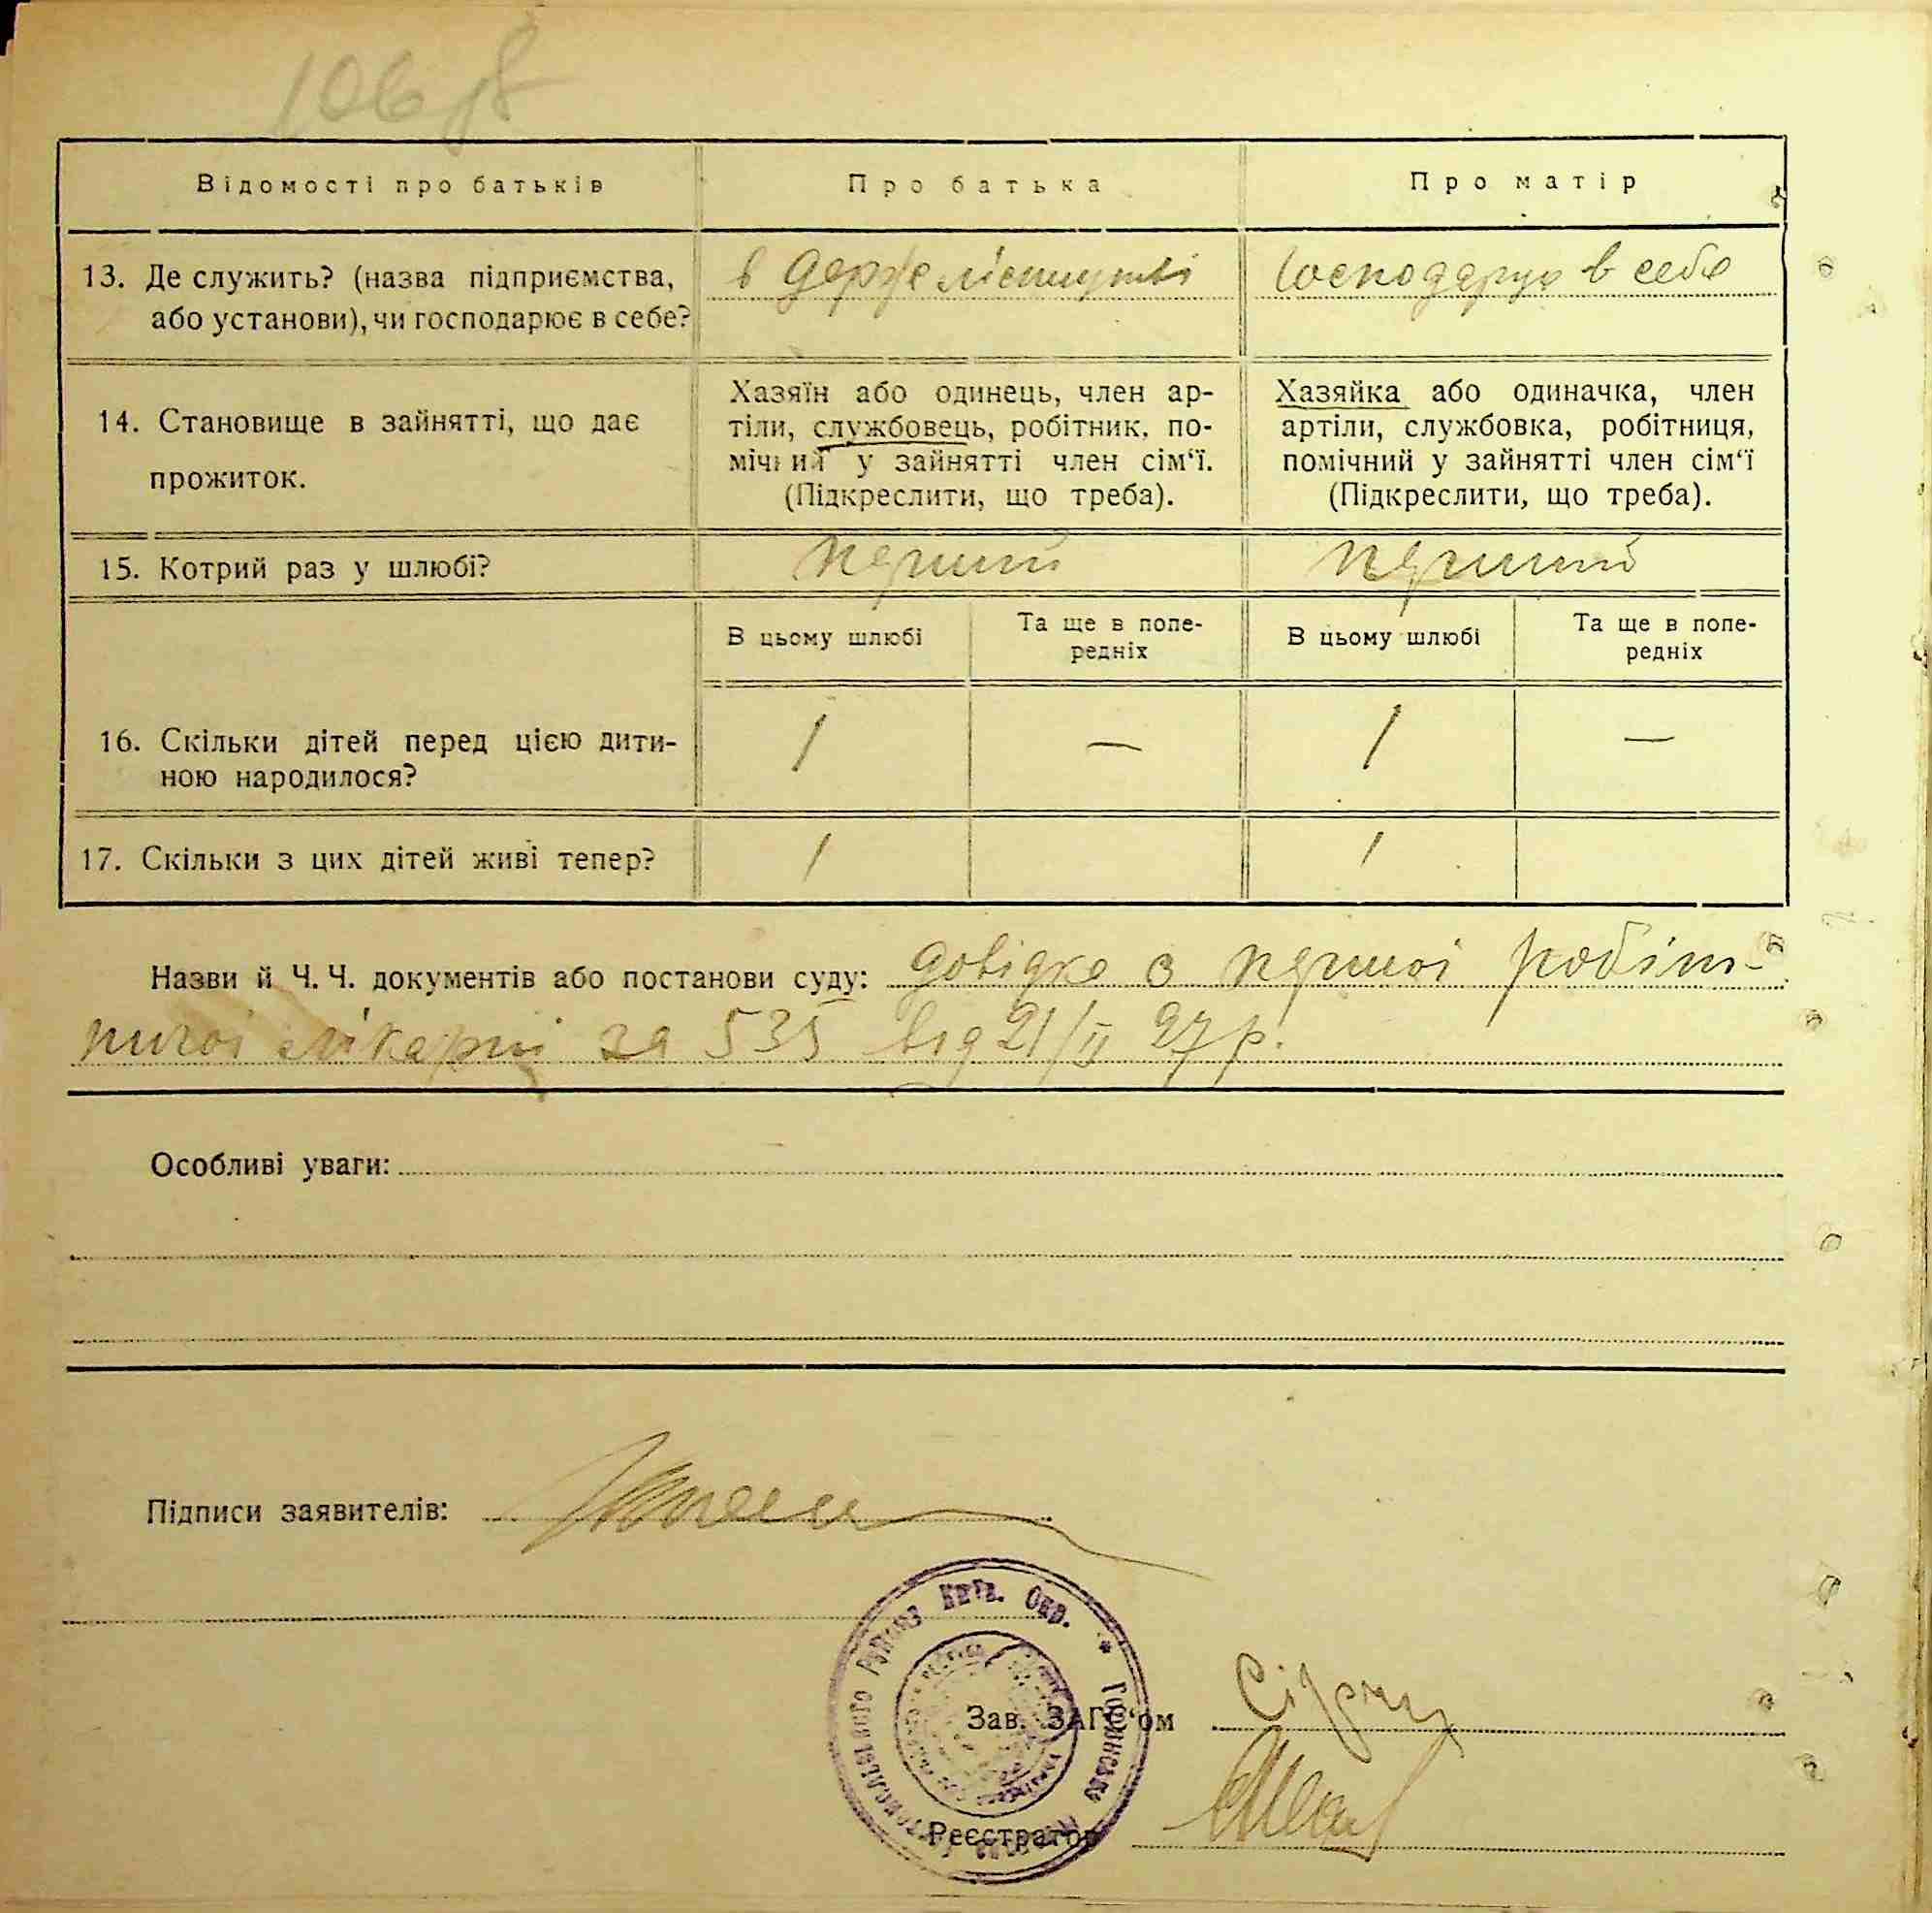 106 зв
Відомості про батьків
Про батька
Про матір
13. Де служить? (назва підприємства,
або установи), чи господарює в себе?
в
господарує в себе
14. Становище в зайнятті, що дає
прожиток.
Хазяїн або одинець, член ар-
тіли, службовець, робітник, по-
мічний у зайнятті член сім‘ї.
(Підкреслити, що треба).
Хазяйка або одиначка, член
артіли, службовка, робітниця,
помічний у зайнятті член сім‘ї
(Підкреслити, що треба).
15. Котрий раз у шлюбі?
перший
перший
В цьому шлюбі
Та ще в попе-
редніх
В цьому шлюбі
Та ще в попе-
редніх
16. Скільки дітей перед цією дити-
ною народилося?
1
—
1
—
17. Скільки з цих дітей живі тепер?
1
1
Назви й Ч. Ч. документів або постанови суду: довідка з першої робіт-
ничої лікарні за 535 від 21/II 27 р.
Особливі уваги:
Підписи заявителів:
Київ. Окр.
Зав. ЗАГС‘ом
Реєстратор